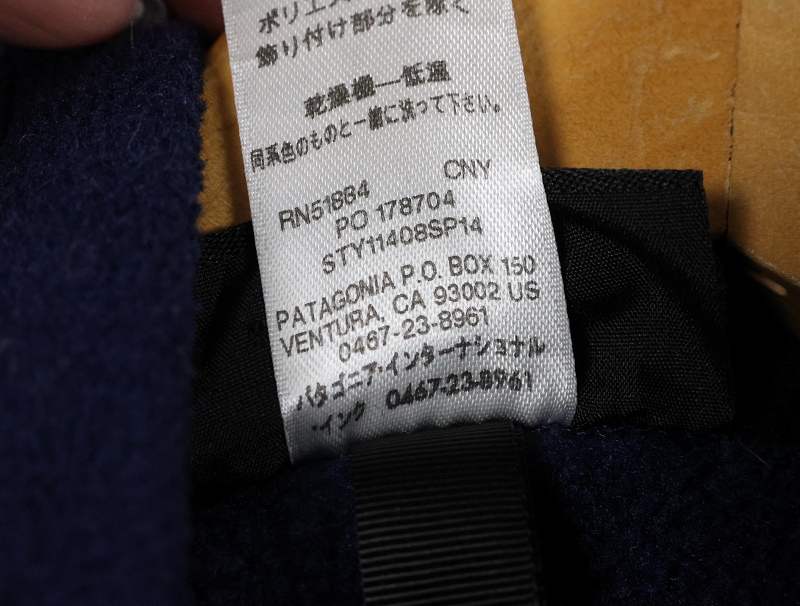 ポリエス
飾り付け部分を除く
乾燥機—低温
同系色のものと一緒に洗って下さい。
CNY
RN51884
PO 178704
STY11408SP14
PATAGONIA P.O. BOX 150
VENTURA, CA 93002 US
0467-23-8961
パタゴニア・インターナショナル
・インク 0467-23-8961